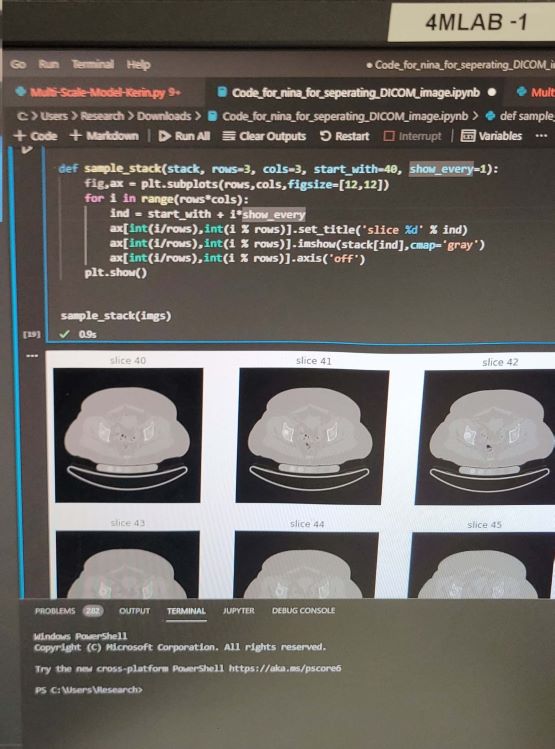 4MLAB -1
Go Run Terminal Help
● Code_for_nina_for_seperating_DICOM_i
Multi-Scale-Model-Kerin.py 9+ Code_for_nina_for_seperating_DICOM_image.ipynb ● Mult
C: > Users > Research > Downloads > Code_for_nina_for_seperating_DICOM_image.ipynb > def sample_
+ Code + Markdown | Run All Clear Outputs Restart Interrupt | Variables ...
def sample_stack(stack, rows=3, cols=3, start_with=40, show_every=1):
fig,ax = plt.subplots(rows,cols,figsize=[12,12])
for i in range(rows*cols):
ind = start_with + i*show_every
ax[int(i/rows),int(i % rows)].set_title('slice %d' % ind)
ax[int(i/rows),int(i % rows)].imshow(stack[ind],cmap='gray')
ax[int(i/rows),int(i % rows)].axis('off')
plt.show()
sample_stack(imgs)
[19] ✓ 0.9s
...
slice 40 slice 41 slice 42
slice 43 slice 44 slice 45
PROBLEMS 282 OUTPUT TERMINAL JUPYTER DEBUG CONSOLE
Windows PowerShell
Copyright (C) Microsoft Corporation. All rights reserved.
Try the new cross-platform PowerShell https://aka.ms/pscore6
PS C:\Users\Research>